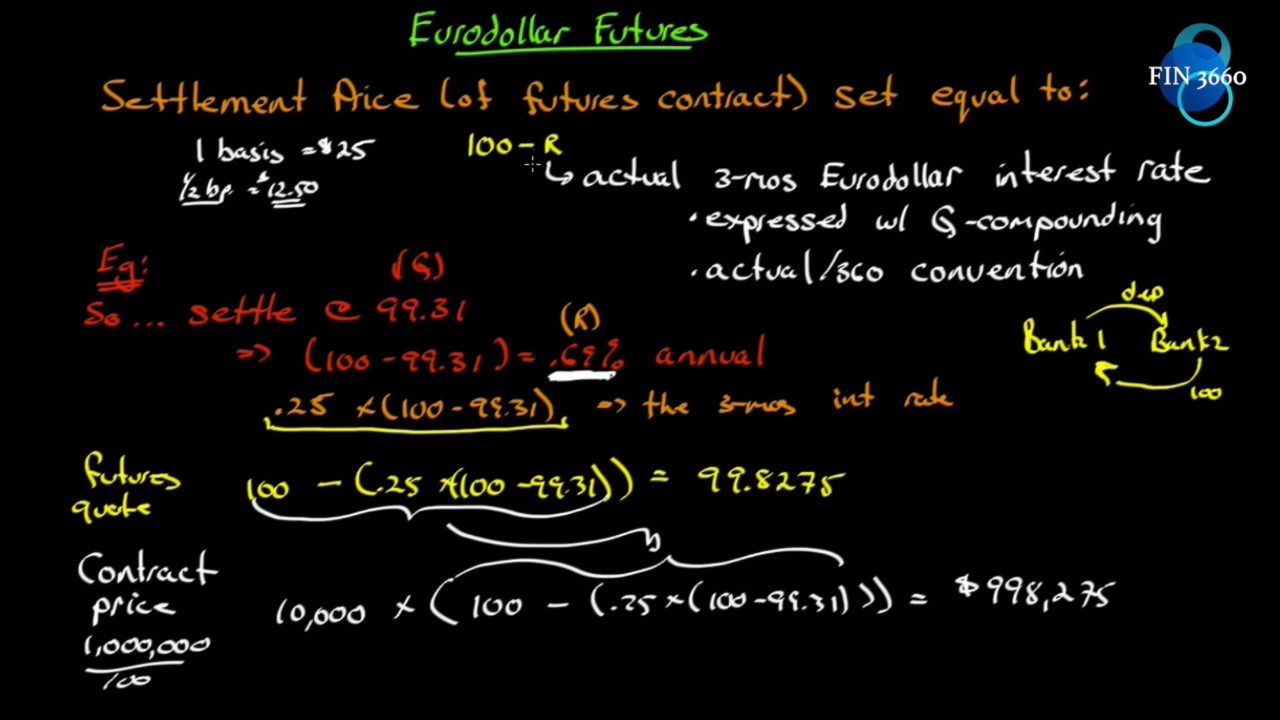 Eurodollar Futures
FIN 3660
Settlement Price (of futures contract) set equal to:
1 basis = $25
100 - R
½ bp = $12.50
↳ actual 3-mos Eurodollar interest rate
• expressed w/ Q-compounding
• actual/360 convention
Eg:
(Q)
So... settle @ 99.31
(R)
=> (100 - 99.31) = .69% annual
dep
Bank 1 Bank 2
100
.25 × (100 - 99.31) => the 3-mos int rate
futures quote
100 - (.25 × (100 - 99.31)) = 99.8275
Contract price
10,000 × (100 - (.25 × (100 - 99.31))) = $998,275
1,000,000
100